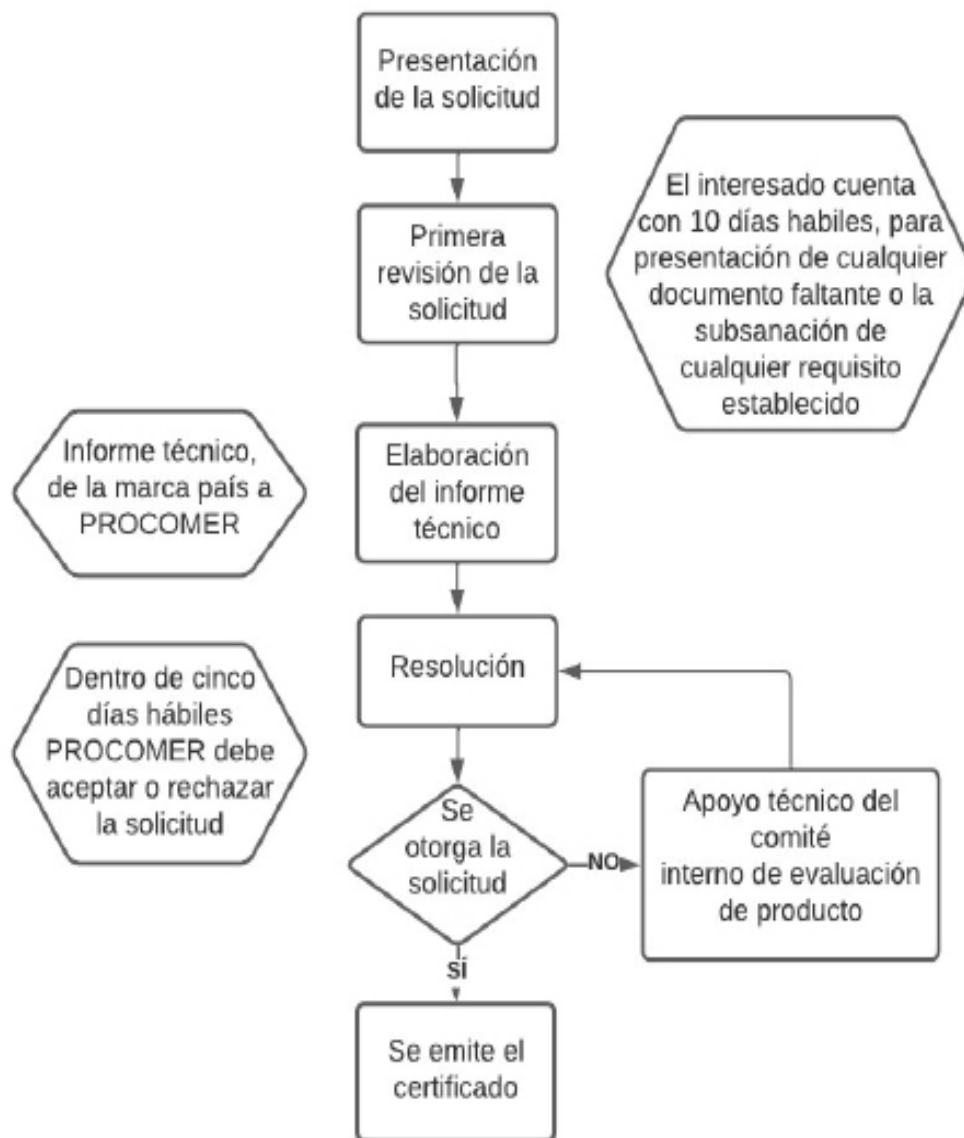 Presentación
de la solicitud
Primera
revisión de la
solicitud
El interesado cuenta
con 10 días habiles, para
presentación de cualquier
documento faltante o la
subsanación de
cualquier requisito
establecido
Informe técnico,
de la marca país a
PROCOMER
Elaboración
del informe
técnico
Resolución
Dentro de cinco
días hábiles
PROCOMER debe
aceptar o rechazar
la solicitud
Se
otorga la
solicitud
NO
Apoyo técnico del
comité
interno de evaluación
de producto
SÍ
Se emite el
certificado